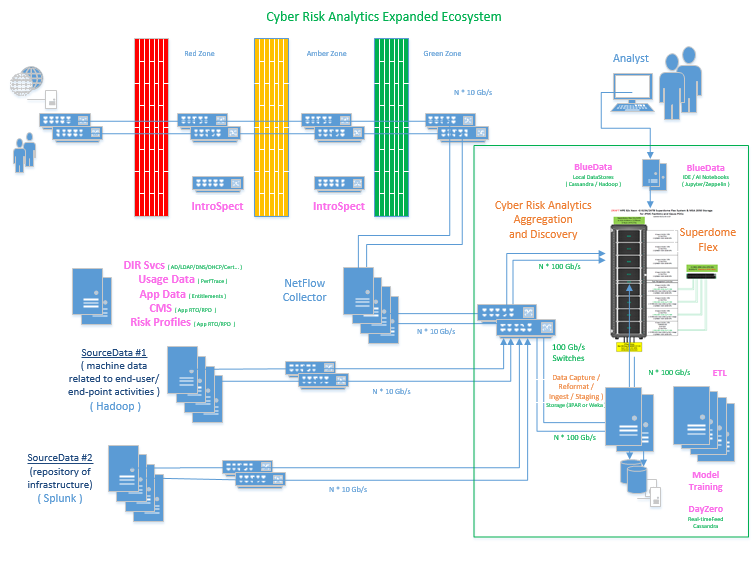 Cyber Risk Analytics Expanded Ecosystem
Red Zone
Amber Zone
Green Zone
N * 10 Gb/s
Analyst
IntroSpect
IntroSpect
BlueData
Local DataStores
( Cassandra / Hadoop )
BlueData
IDE / AI Notebooks
( Jupyter/Zeppelin )
Cyber Risk Analytics
Aggregation
and Discovery
Superdome
Flex
N * 100 Gb/s
DIR Svcs ( AD/LDAP/DNS/DHCP/Cert... )
Usage Data ( PerfTrace )
App Data ( Entitlements )
CMS ( App RTO/RPO )
Risk Profiles ( App RTO/RPO )
NetFlow
Collector
N * 10 Gb/s
100 Gb/s
Switches
SourceData #1
( machine data
related to end-user/
end-point activities )
( Hadoop )
N * 10 Gb/s
Data Capture /
Reformat /
Ingest / Staging )
Storage (3PAR or Weka
N * 100 Gb/s
N * 100 Gb/s
ETL
SourceData #2
(repository of
infrastructure)
( Splunk )
N * 10 Gb/s
Model
Training
DayZero
Real-timeFeed
Cassandra